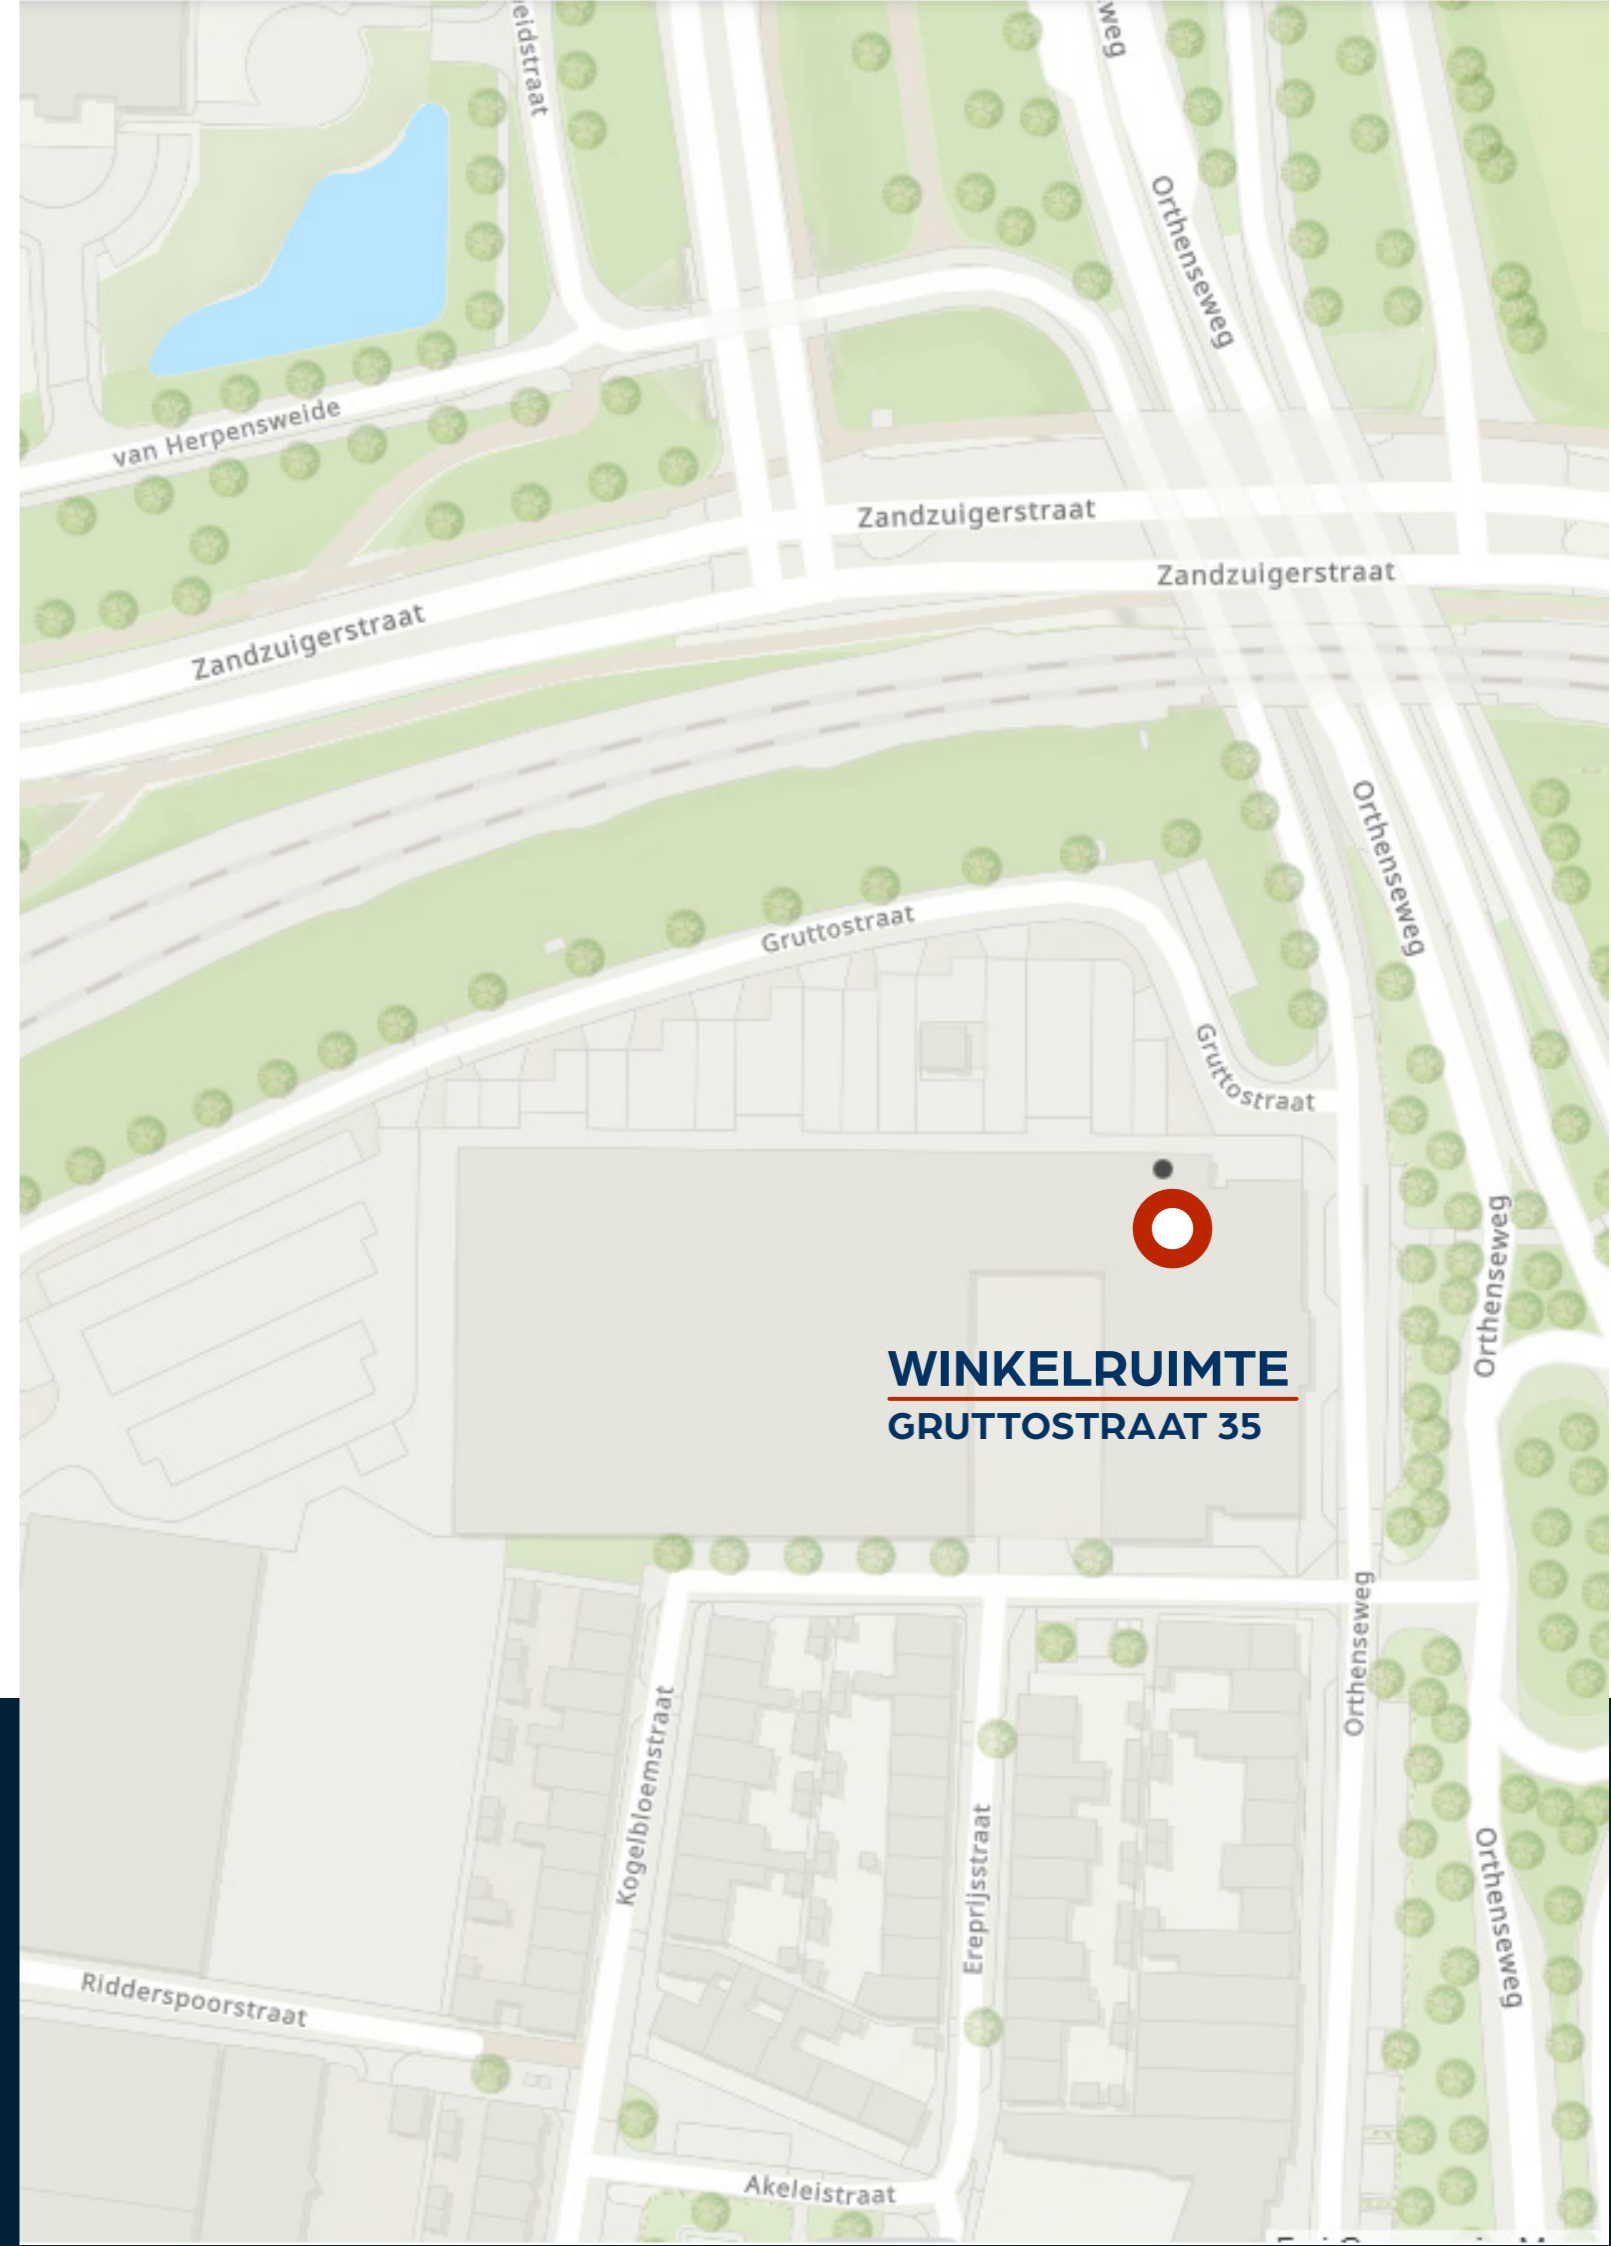 eidstraat
weg
Orthenseweg
van Herpensweide
Zandzuigerstraat
Zandzuigerstraat
Zandzuigerstraat
Orthenseweg
Gruttostraat
Gruttostraat
Orthenseweg
WINKELRUIMTE
GRUTTOSTRAAT 35
Orthenseweg
Kogelbloemstraat
Ereprijsstraat
Orthenseweg
Ridderspoorstraat
Akeleistraat